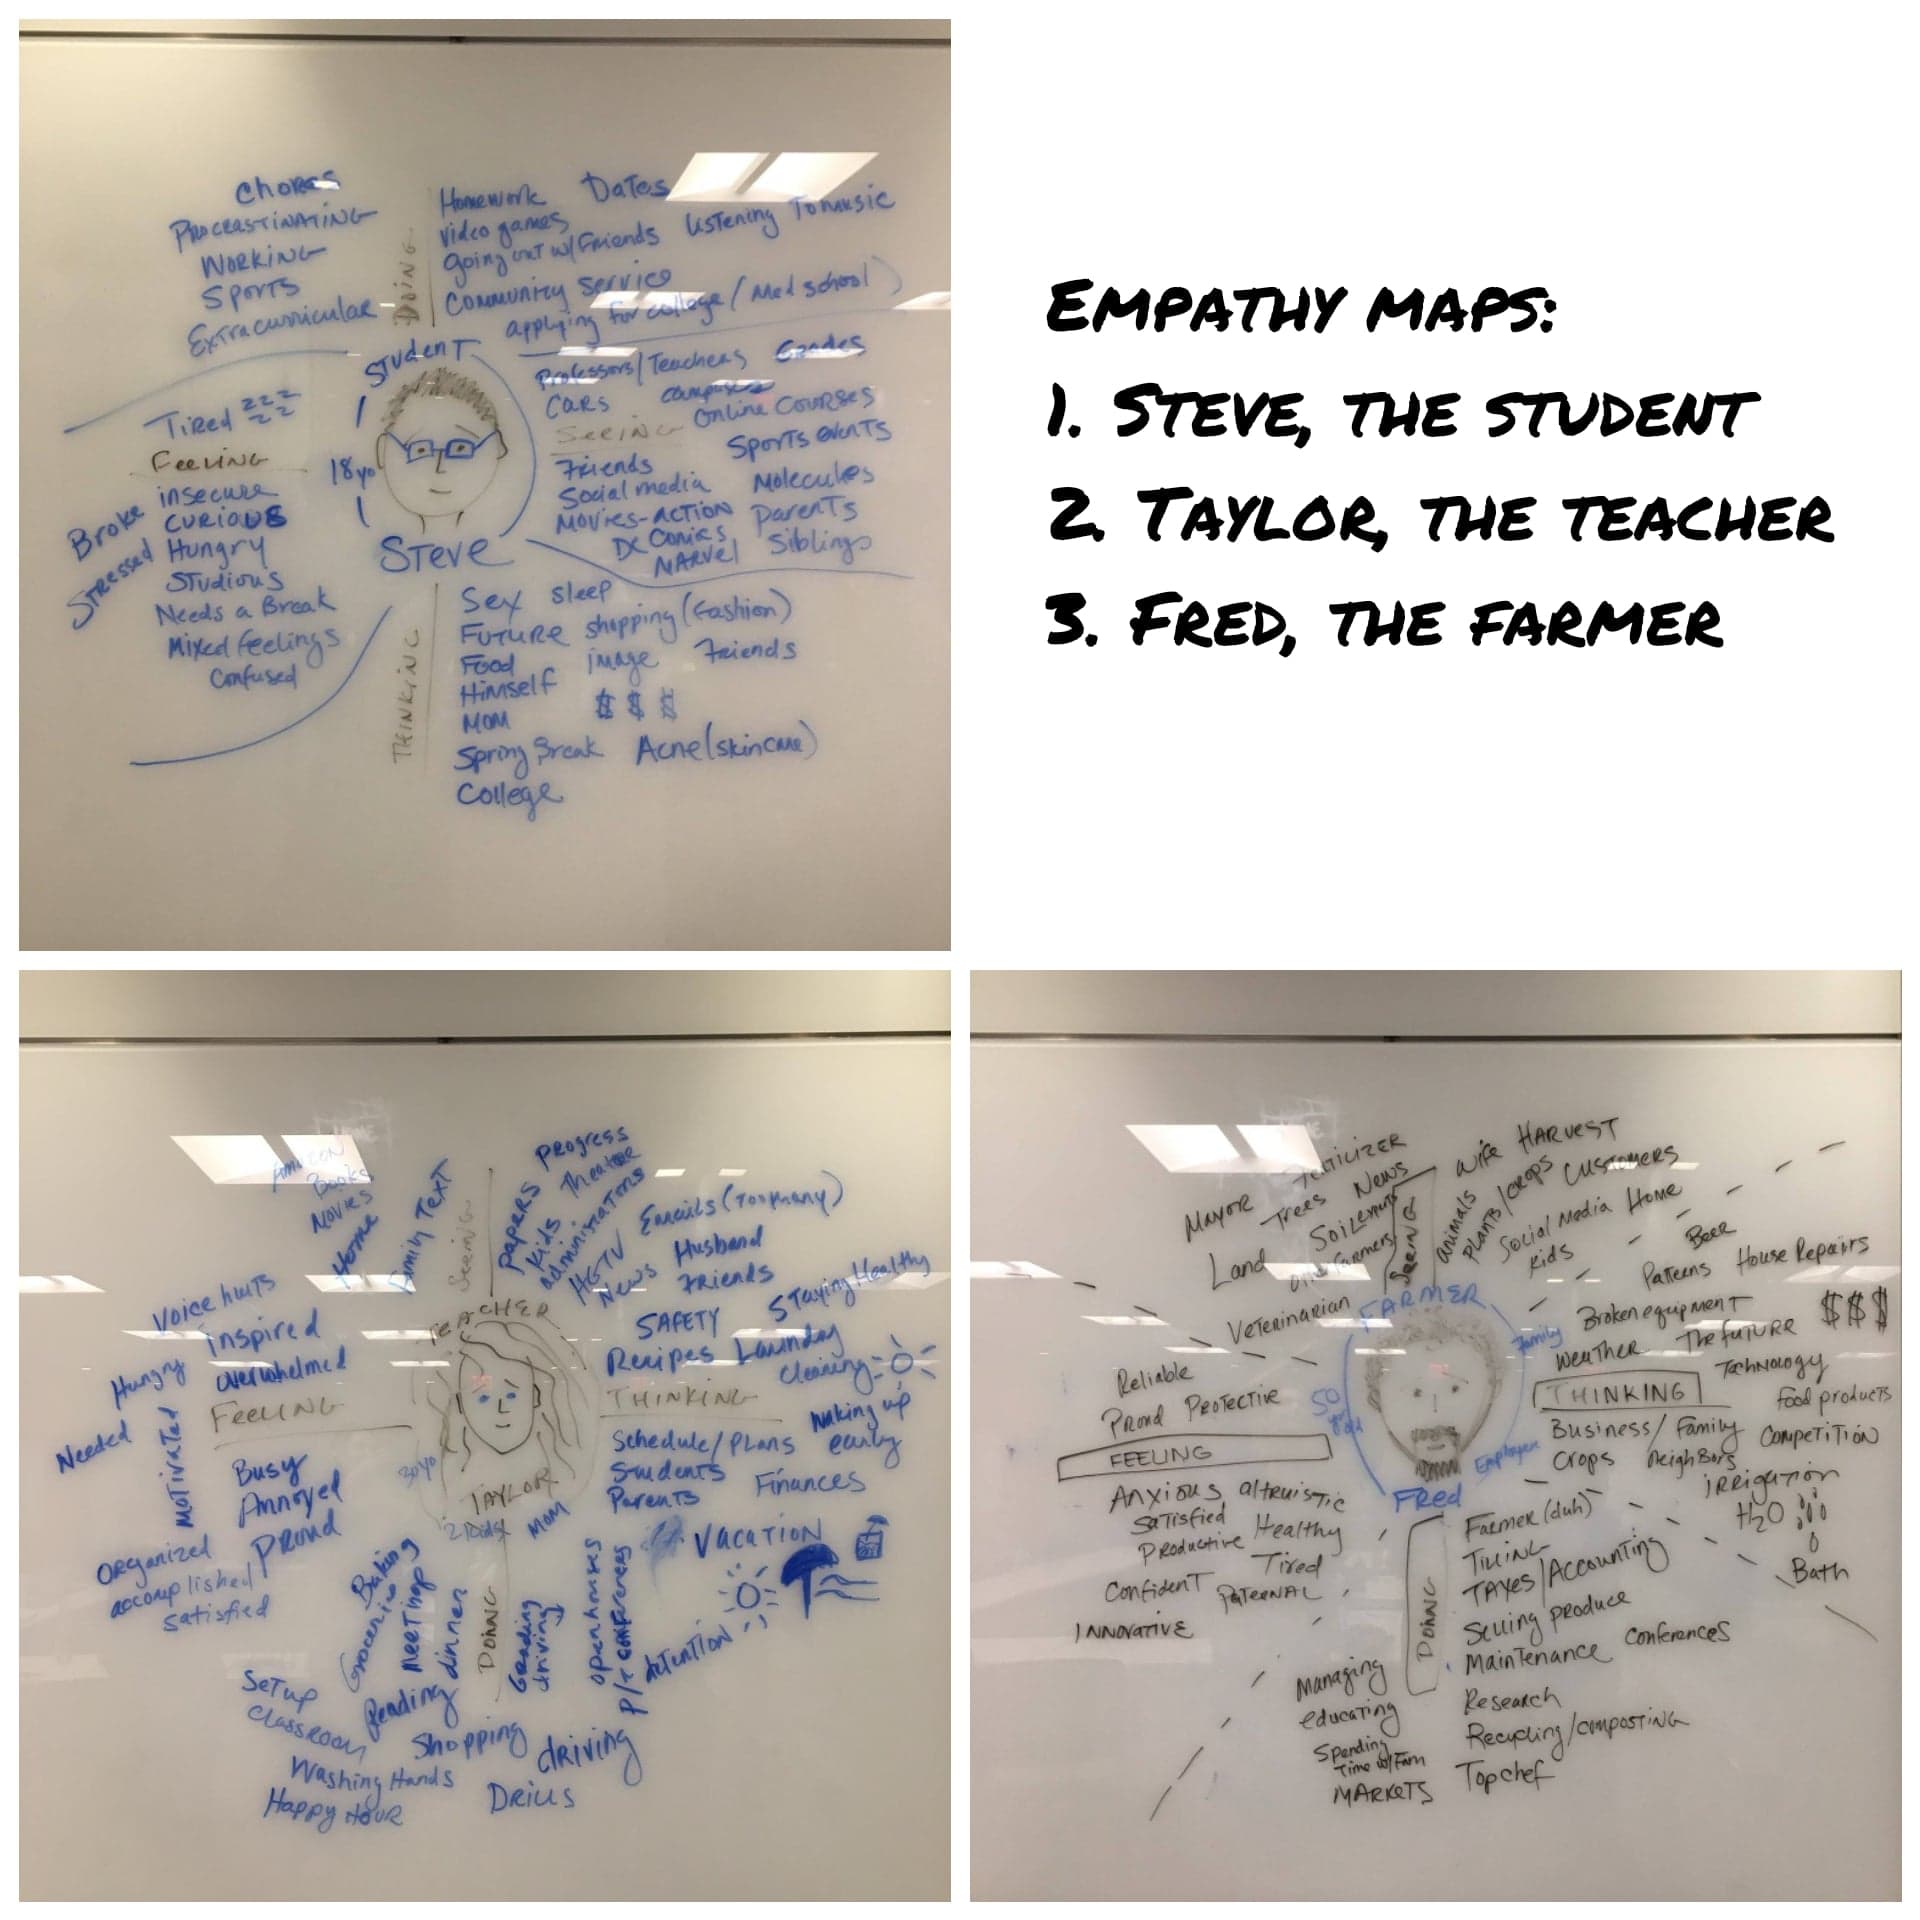 Chores
Procrastinating
Working
Sports
Extracurricular
DOING
Homework Dates
video games
going out w/Friends Listening To music
Community service
applying for college/(Med school)
Student
18yo
Steve
Tired zzzzz
Feeling
insecure
curious
Hungry
Studious
Needs a Break
Mixed feelings
Confused
Broke
Stressed
Professors/Teachers Grades
Cars campuses
Online Courses
SEEING
Sports events
Friends
Social media Molecules
Movies-Action parents
DC Comics
Marvel Siblings
THINKING
Sex sleep
Future shopping (fashion)
Food image Friends
Himself
Mom $ $ $
Spring Break Acne (skin care)
College
Empathy maps:
1. Steve, the student
2. Taylor, the teacher
3. Fred, the farmer
Amazon
Books
Movies
Home
Family Text
Seeing
Progress
Theatre
papers
kids
administrators
HGTV
News
Emails (too many)
Husband
Friends
Teacher
30yo
Taylor
2 kids
Mom
Voice hurts
inspired
overwhelmed
Hungry
Feeling
Needed
Motivated
Busy
Annoyed
Proud
organized
accomplished
satisfied
Safety Staying Healthy
Recipes Laundry
cleaning
THINKING
waking up
early
Schedule/Plans
Students Finances
Parents
Vacation
DOING
Baking
Groceries
Meeting
dinner
Reading
Grading
driving
open houses
P/T conferences
detention
Setup
classroom
Shopping
driving
Washing Hands
Drills
Happy Hour
Mayor
Fertilizer
Trees
News
Land
Soil
other farmers
Veterinarian
SEEING
wife Harvest
animals
plants/crops
Customers
Social Media Home
kids
FARMER
50
yr old
Family
Employer
Fred
Reliable
Proud Protective
FEELING
Anxious altruistic
Satisfied
Productive Healthy
Tired
Confident Paternal
Innovative
Beer
Patterns House Repairs
Broken equipment $$$
Weather The future
Technology
THINKING
Food products
Business/Family Competition
Crops Neighbors
Irrigation
H2O
Bath
DOING
Farmer (duh)
Tilling
Taxes/Accounting
Selling produce
Maintenance Conferences
Research
Recycling/composting
Top chef
Managing
educating
Spending
Time w/Fam
Markets